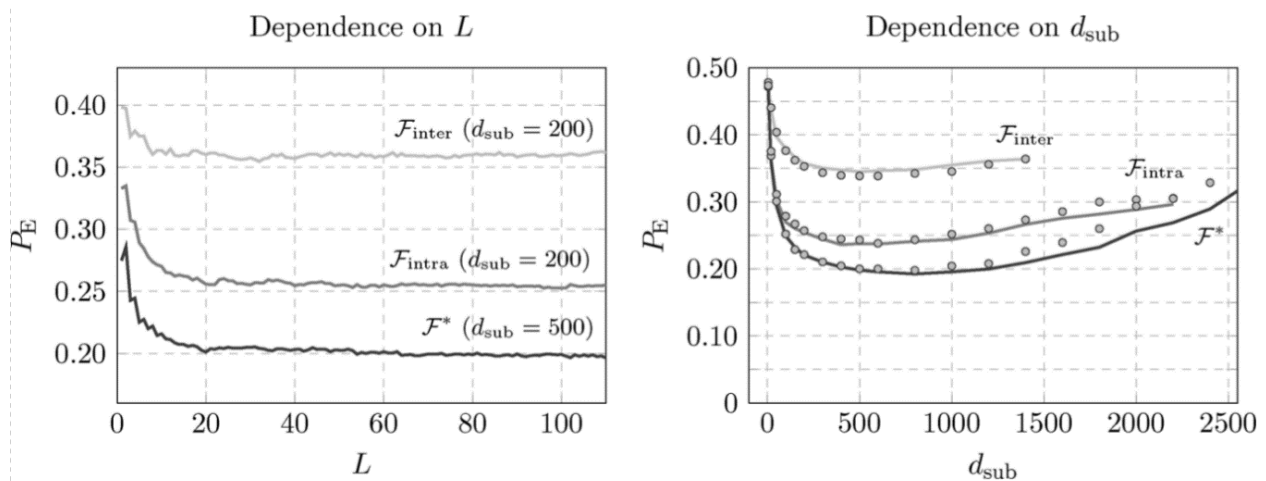 Dependence on L
P_E
0.40
0.35
0.30
0.25
0.20
ℱ_inter (d_sub = 200)
ℱ_intra (d_sub = 200)
ℱ* (d_sub = 500)
0 20 40 60 80 100
L
Dependence on d_sub
P_E
0.50
0.40
0.30
0.20
0.10
0
ℱ_inter
ℱ_intra
ℱ*
0 500 1000 1500 2000 2500
d_sub